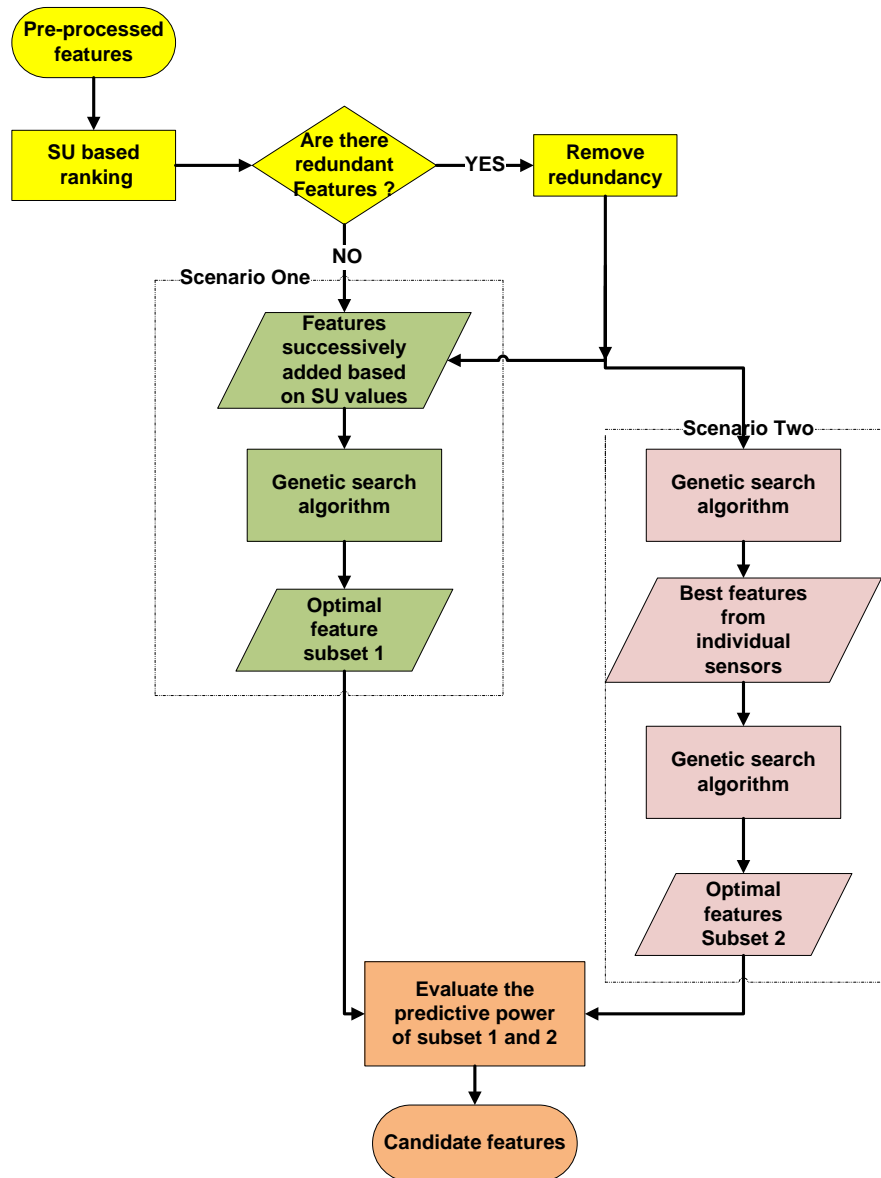 Pre-processed
features
SU based
ranking
Are there
redundant
Features ?
YES
Remove
redundancy
NO
Scenario One
Features
successively
added based
on SU values
Genetic search
algorithm
Optimal
feature
subset 1
Scenario Two
Genetic search
algorithm
Best features
from
individual
sensors
Genetic search
algorithm
Optimal
features
Subset 2
Evaluate the
predictive power
of subset 1 and 2
Candidate features